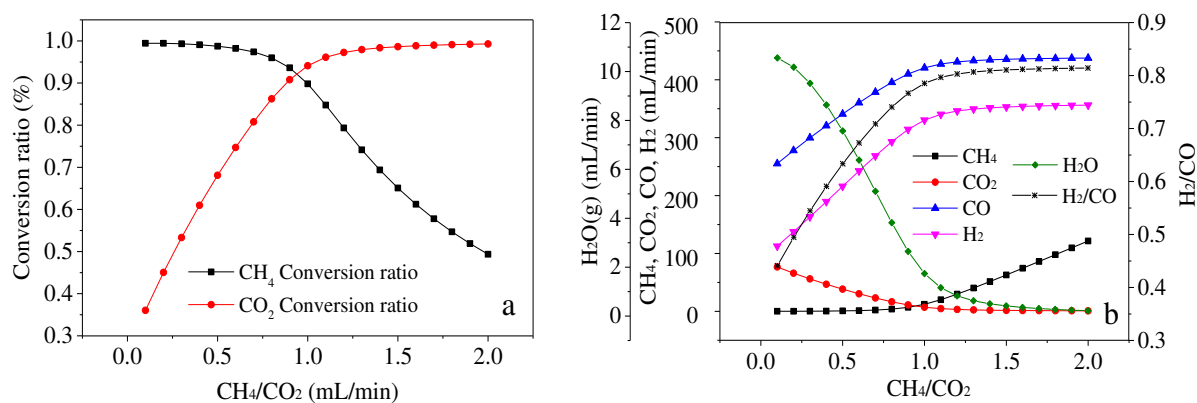 1.0
0.9
0.8
0.7
0.6
0.5
0.4
0.3
Conversion ratio (%)
CH₄ Conversion ratio
CO₂ Conversion ratio
a
0.0 0.5 1.0 1.5 2.0
CH₄/CO₂ (mL/min)
12
10
8
6
4
2
0
H₂O(g) (mL/min)
500
450
300
350
300
200
100
0
CH₄, CO₂, CO, H₂ (mL/min)
CH₄
CO₂
CO
H₂
H₂O
H₂/CO
b
0.9
0.8
0.7
0.6
0.5
0.4
0.3
H₂/CO
0.0 0.5 1.0 1.5 2.0
CH₄/CO₂